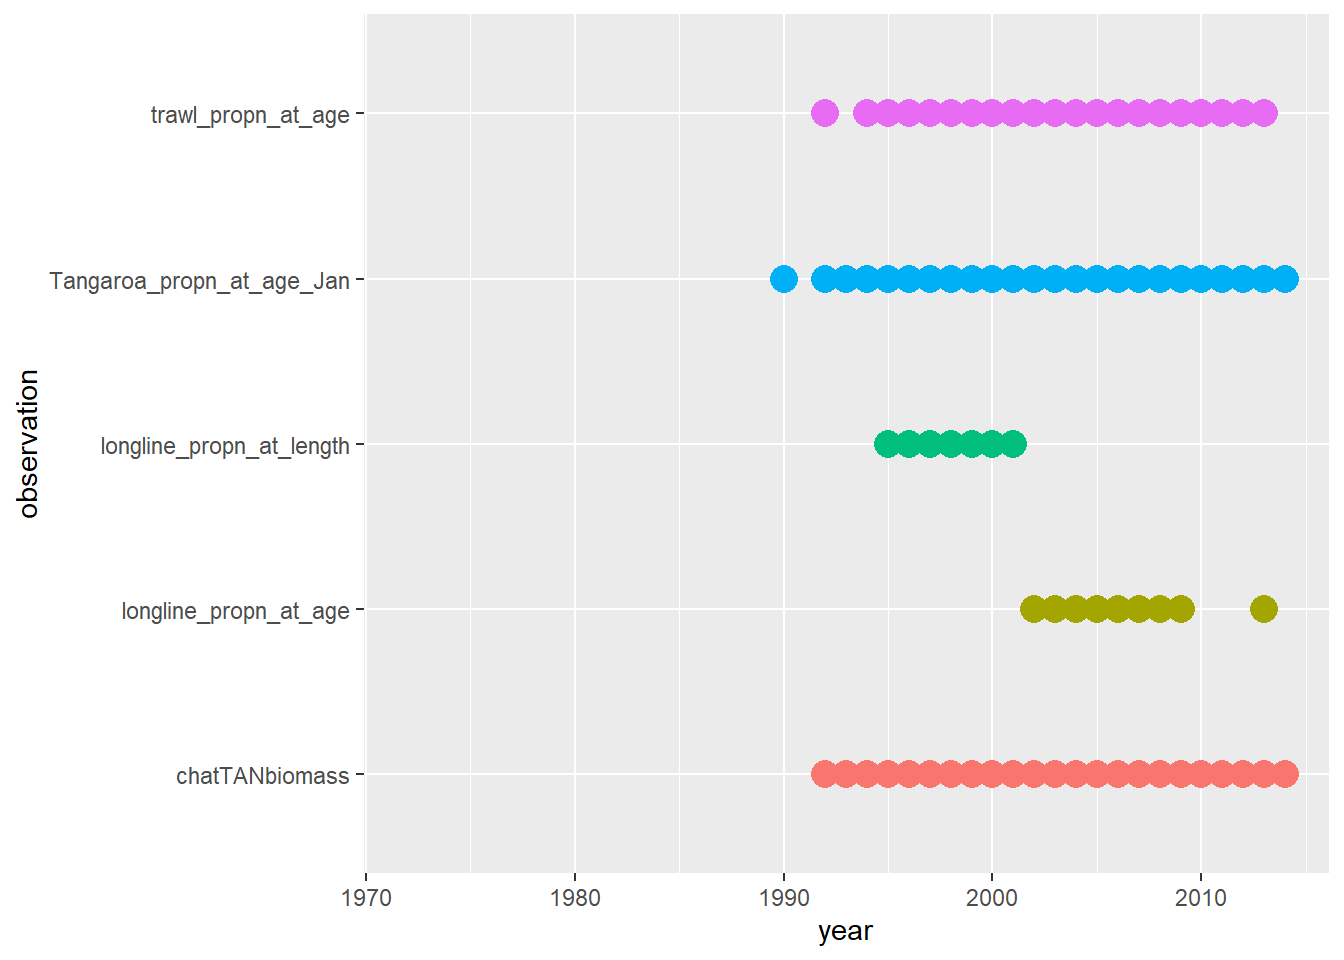 observation
trawl_propn_at_age
Tangaroa_propn_at_age_Jan
longline_propn_at_length
longline_propn_at_age
chatTANbiomass
1970 1980 1990 2000 2010
year